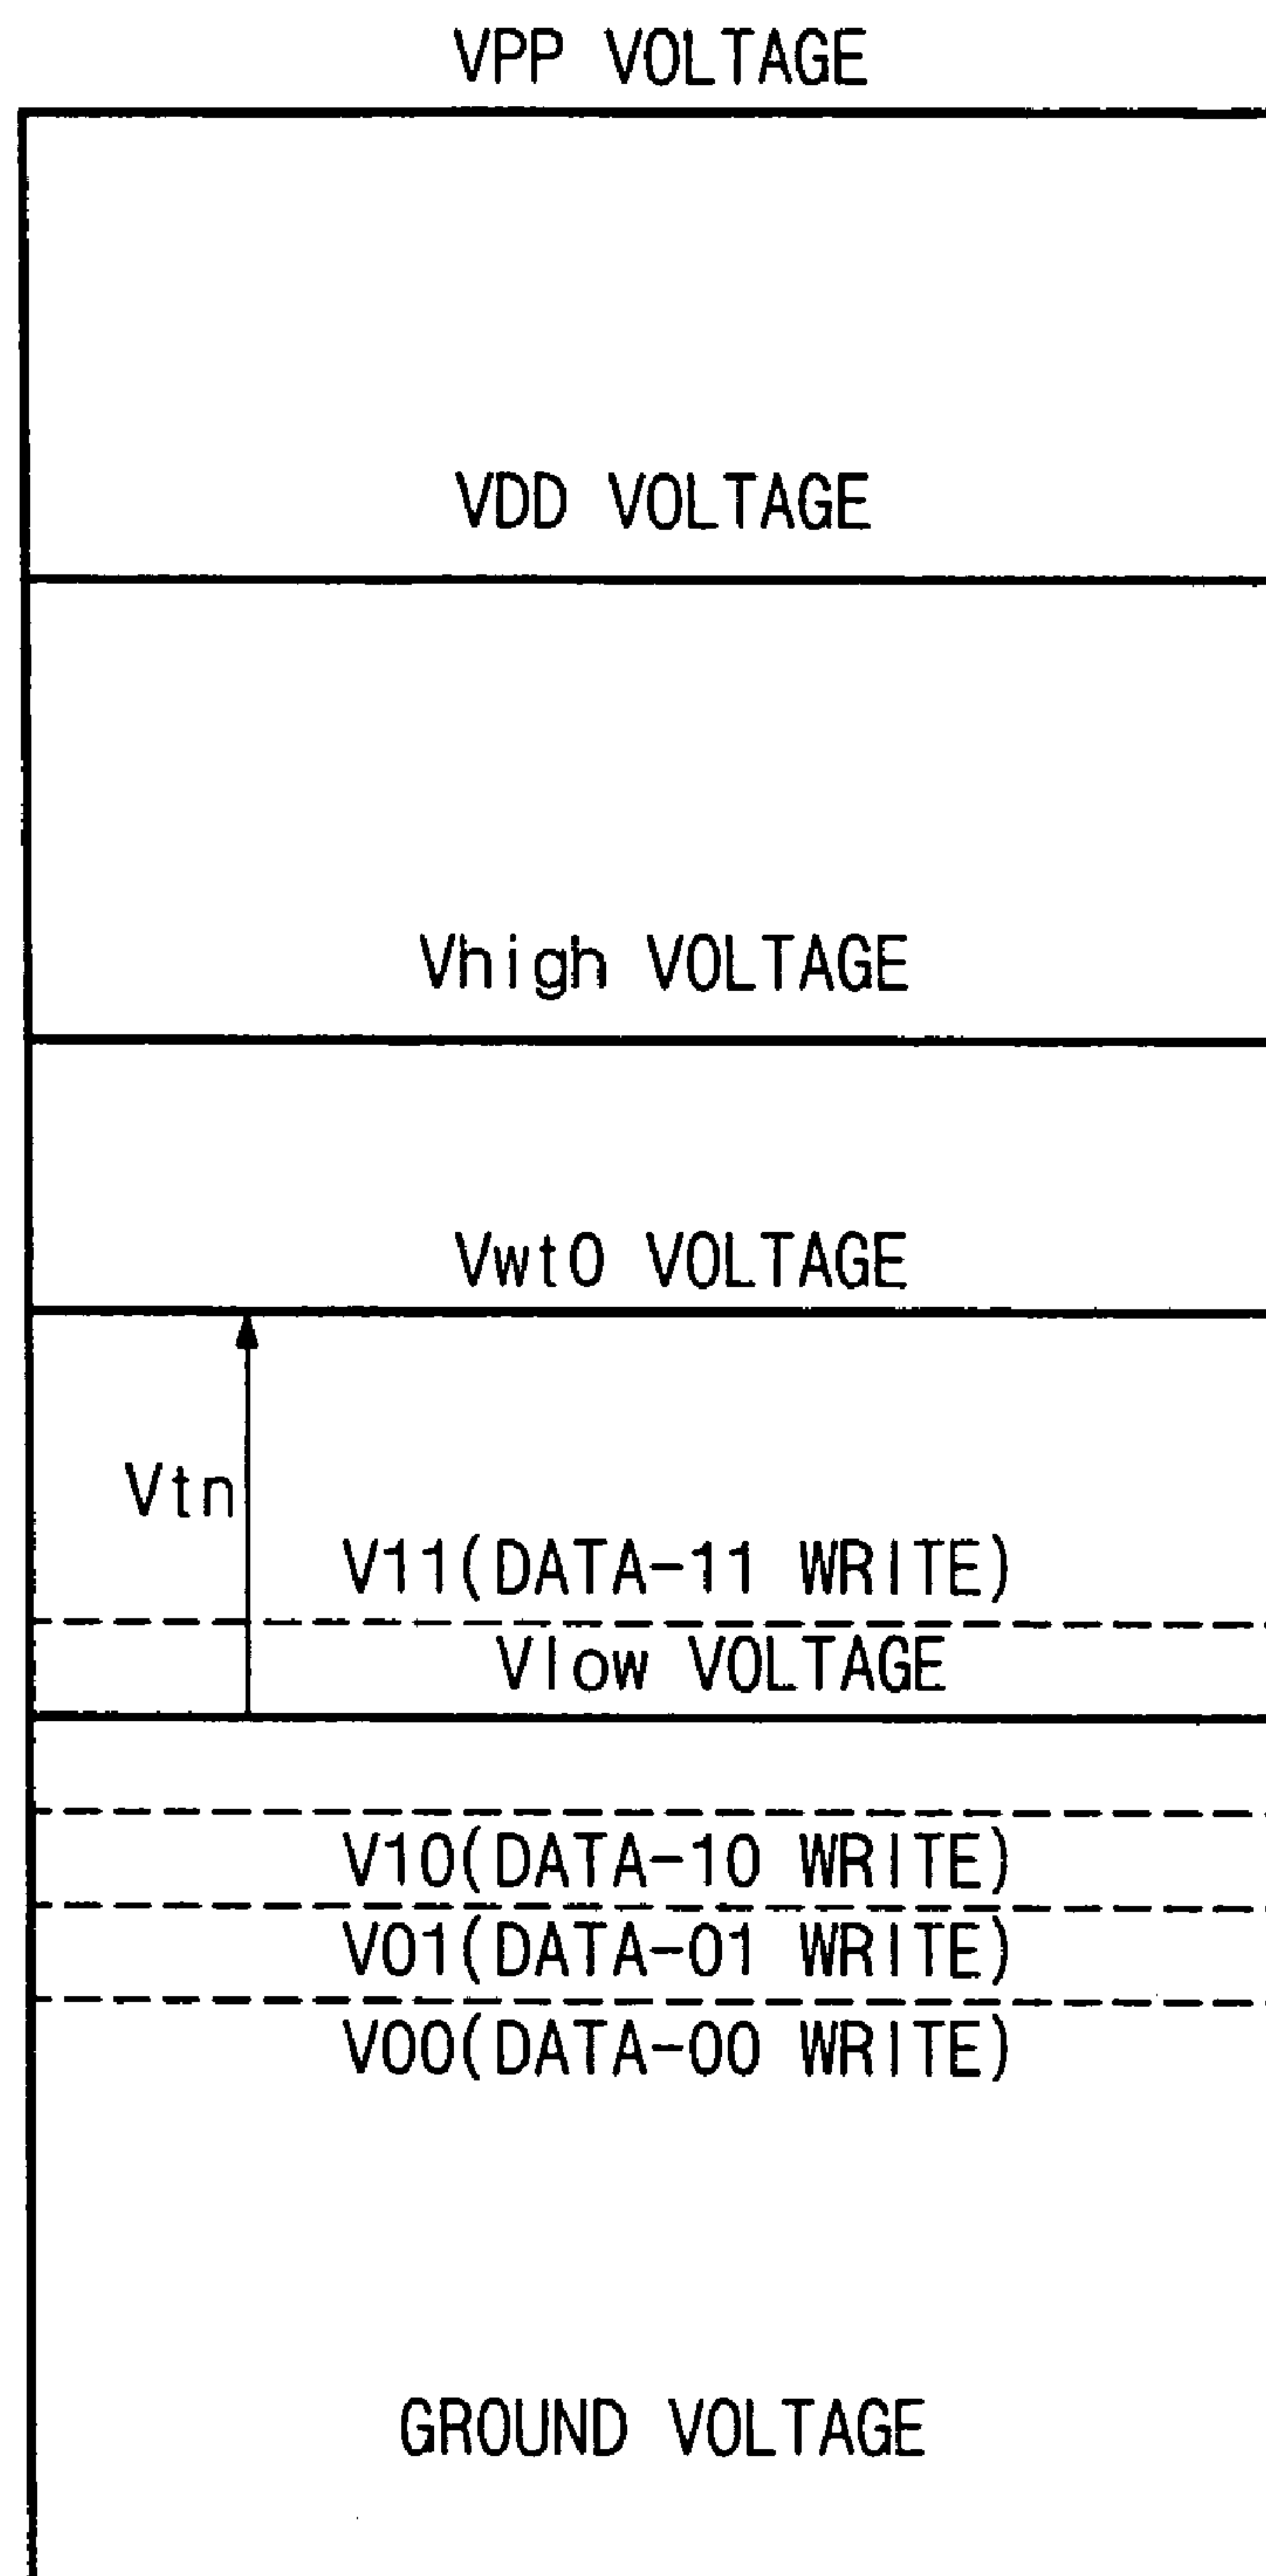 VPP VOLTAGE
VDD VOLTAGE
Vhigh VOLTAGE
Vwt0 VOLTAGE
Vtn
V11(DATA-11 WRITE)
Vlow VOLTAGE
V10(DATA-10 WRITE)
V01(DATA-01 WRITE)
V00(DATA-00 WRITE)
GROUND VOLTAGE